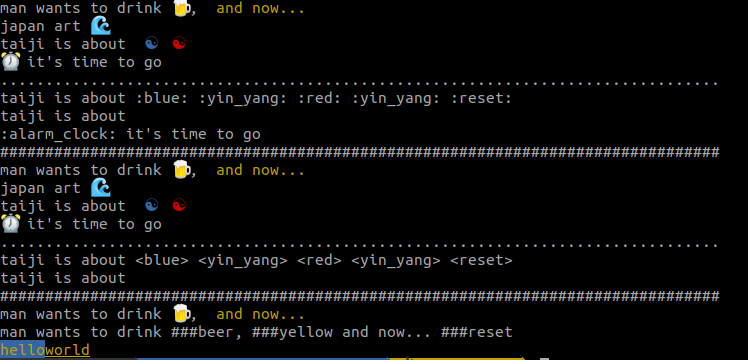 man wants to drink 🍺,  and now...
japan art 🌊
taiji is about  ☯ ☯
⏰ it's time to go
................................................................................
taiji is about :blue: :yin_yang: :red: :yin_yang: :reset:
taiji is about
:alarm_clock: it's time to go
################################################################################
man wants to drink 🍺,  and now...
japan art 🌊
taiji is about  ☯ ☯
⏰ it's time to go
................................................................................
taiji is about <blue> <yin_yang> <red> <yin_yang> <reset>
taiji is about
################################################################################
man wants to drink 🍺,  and now...
man wants to drink ###beer, ###yellow and now... ###reset
helloworld